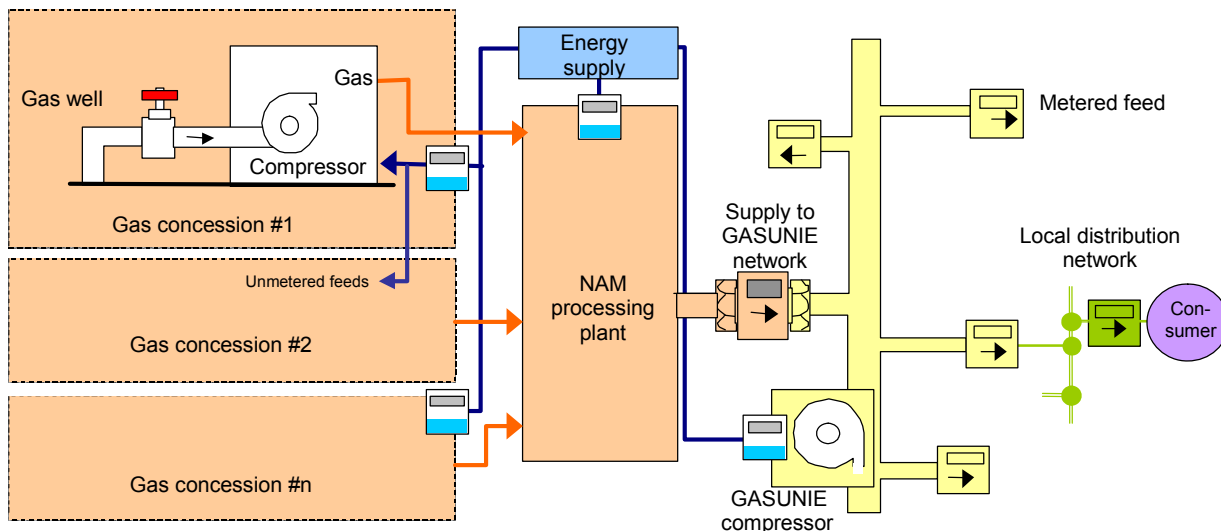 Gas well
Gas
Compressor
Gas concession #1
Unmetered feeds
Gas concession #2
Gas concession #n
Energy
supply
NAM
processing
plant
Supply to
GASUNIE
network
GASUNIE
compressor
Metered feed
Local distribution
network
Con-
sumer